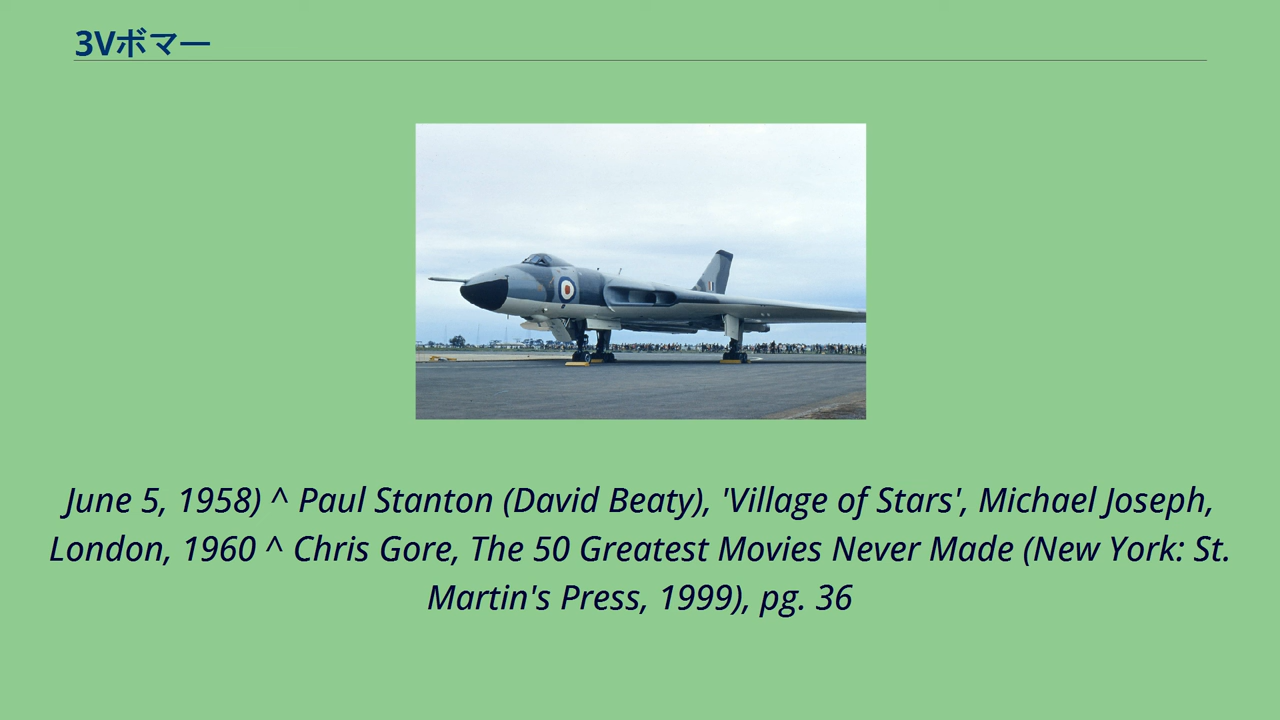 3Vボマー
June 5, 1958) ^ Paul Stanton (David Beaty), 'Village of Stars', Michael Joseph,
London, 1960 ^ Chris Gore, The 50 Greatest Movies Never Made (New York: St.
Martin's Press, 1999), pg. 36